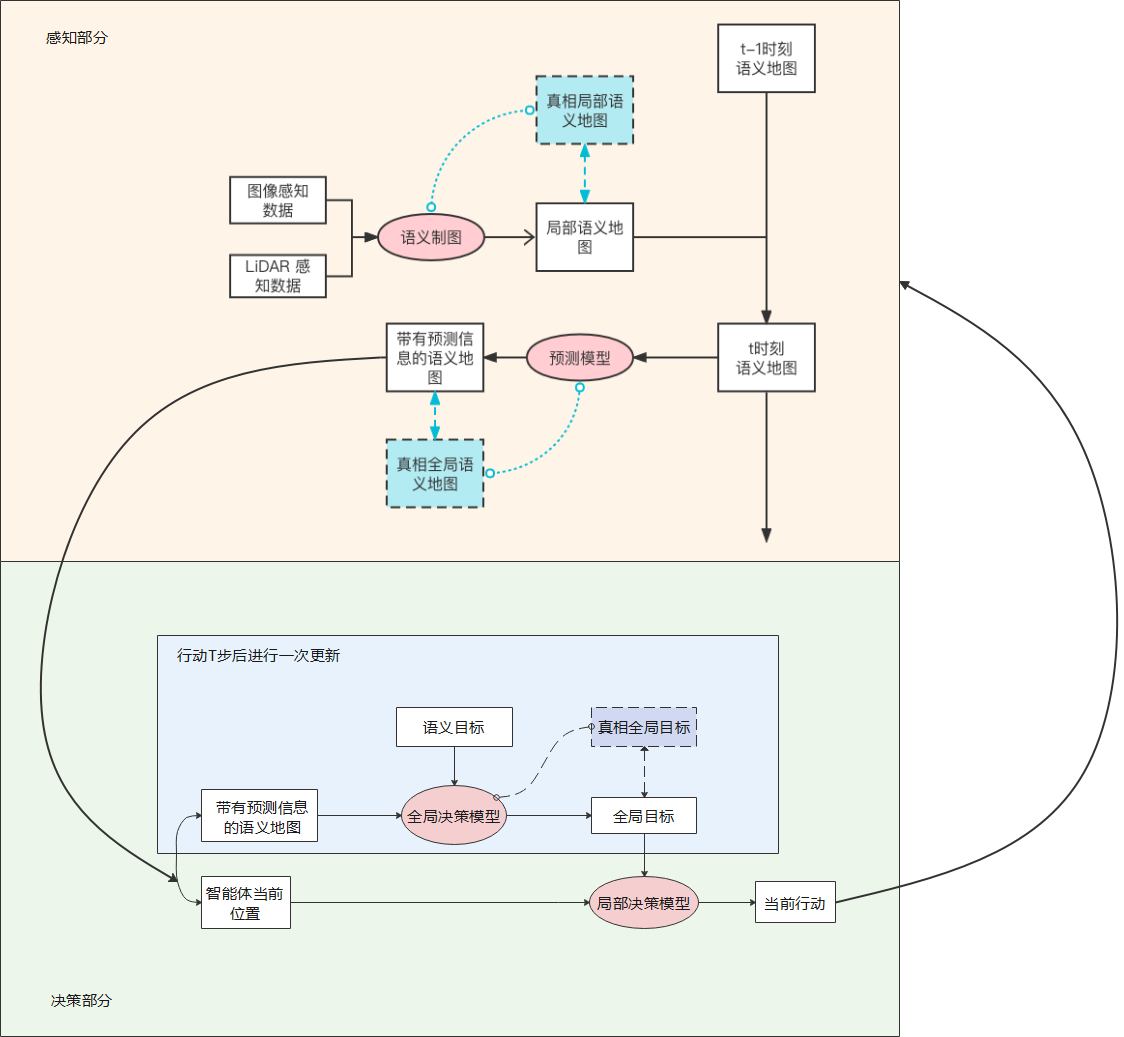 感知部分
t-1时刻
语义地图
真相局部语
义地图
图像感知
数据
语义制图
局部语义地
图
LiDAR 感
知数据
带有预测信
息的语义地
图
预测模型
t时刻
语义地图
真相全局语
义地图
行动T步后进行一次更新
语义目标
真相全局目标
带有预测信息
的语义地图
全局决策模型
全局目标
智能体当前
位置
局部决策模型
当前行动
决策部分